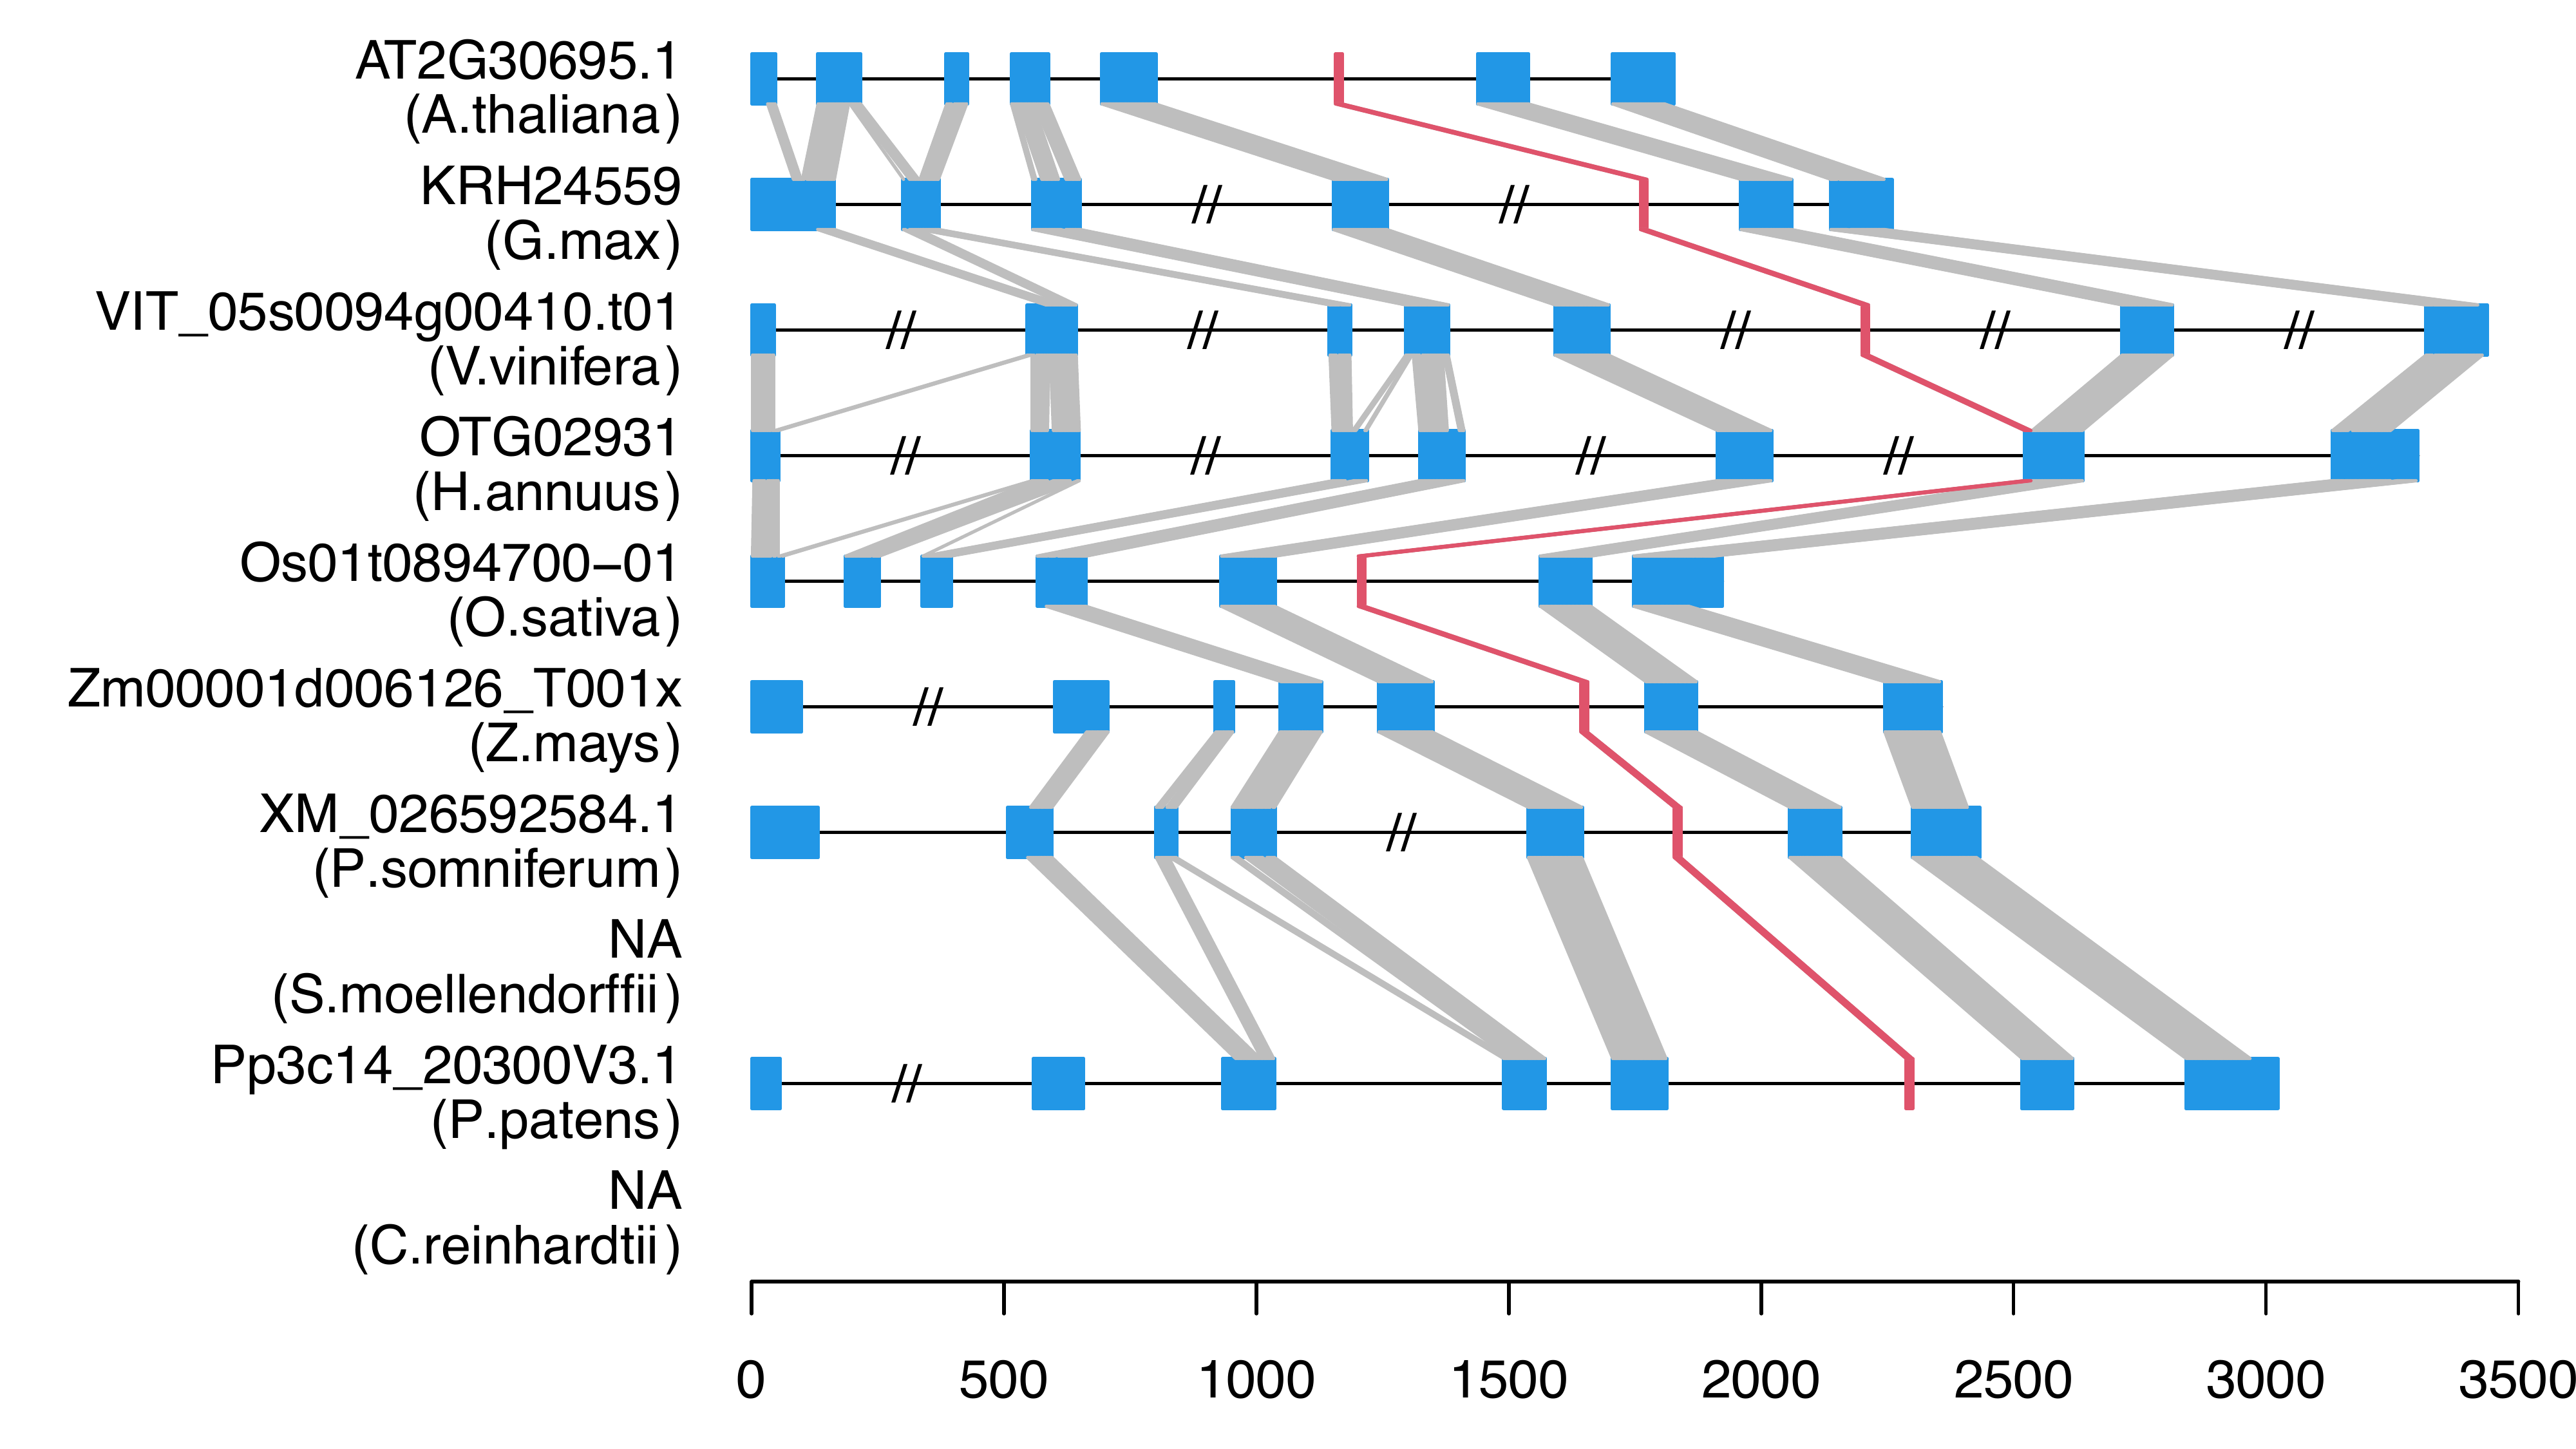 AT2G30695.1
(A.thaliana)
KRH24559
(G.max)
VIT_05s0094g00410.t01
(V.vinifera)
OTG02931
(H.annuus)
Os01t0894700−01
(O.sativa)
Zm00001d006126_T001x
(Z.mays)
XM_026592584.1
(P.somniferum)
NA
(S.moellendorffii)
Pp3c14_20300V3.1
(P.patens)
NA
(C.reinhardtii)
0 500 1000 1500 2000 2500 3000 3500